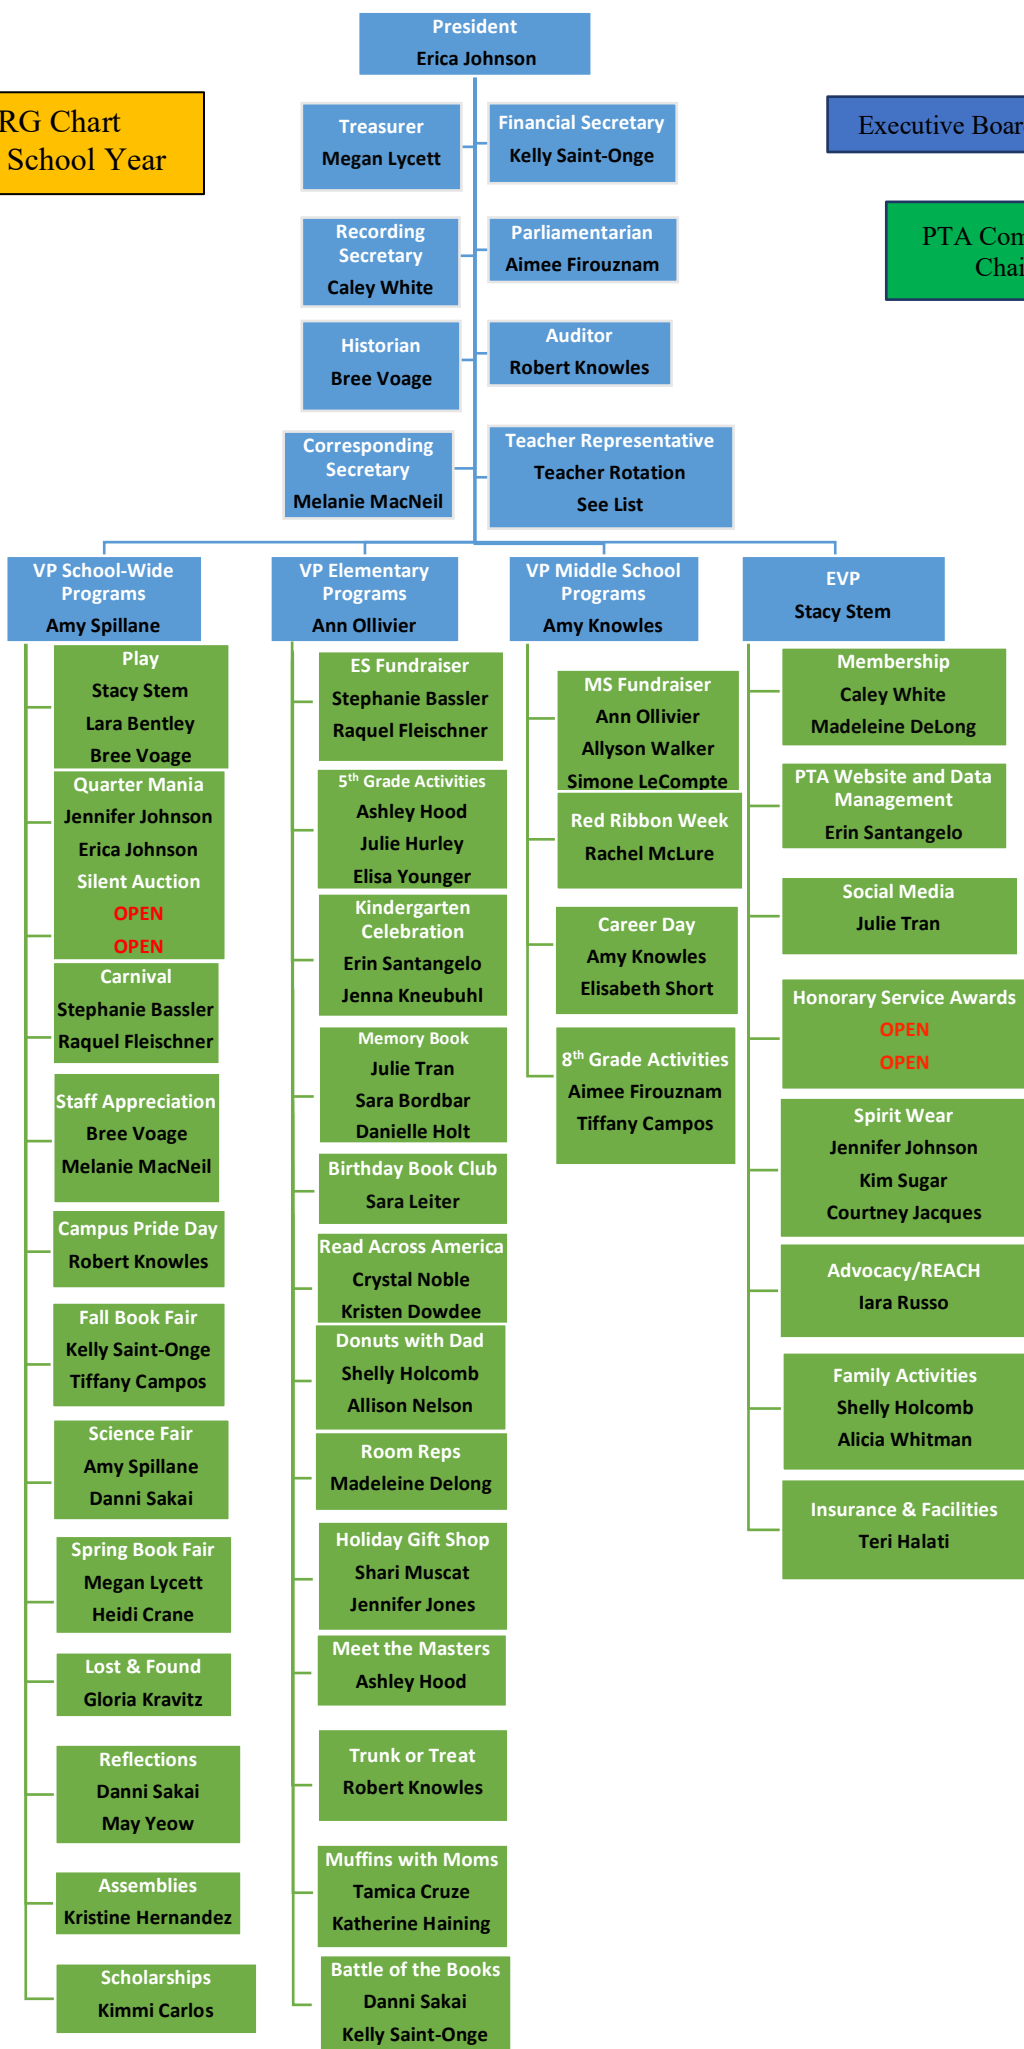 President
Erica Johnson
RG Chart
School Year
Executive Boar
PTA Com
Chai
Treasurer
Megan Lycett
Financial Secretary
Kelly Saint-Onge
Recording
Secretary
Caley White
Parliamentarian
Aimee Firouznam
Historian
Bree Voage
Auditor
Robert Knowles
Corresponding
Secretary
Melanie MacNeil
Teacher Representative
Teacher Rotation
See List
VP School-Wide
Programs
Amy Spillane
Play
Stacy Stem
Lara Bentley
Bree Voage
Quarter Mania
Jennifer Johnson
Erica Johnson
Silent Auction
OPEN
OPEN
Carnival
Stephanie Bassler
Raquel Fleischner
Staff Appreciation
Bree Voage
Melanie MacNeil
Campus Pride Day
Robert Knowles
Fall Book Fair
Kelly Saint-Onge
Tiffany Campos
Science Fair
Amy Spillane
Danni Sakai
Spring Book Fair
Megan Lycett
Heidi Crane
Lost & Found
Gloria Kravitz
Reflections
Danni Sakai
May Yeow
Assemblies
Kristine Hernandez
Scholarships
Kimmi Carlos
VP Elementary
Programs
Ann Ollivier
ES Fundraiser
Stephanie Bassler
Raquel Fleischner
5th Grade Activities
Ashley Hood
Julie Hurley
Elisa Younger
Kindergarten
Celebration
Erin Santangelo
Jenna Kneubuhl
Memory Book
Julie Tran
Sara Bordbar
Danielle Holt
Birthday Book Club
Sara Leiter
Read Across America
Crystal Noble
Kristen Dowdee
Donuts with Dad
Shelly Holcomb
Allison Nelson
Room Reps
Madeleine Delong
Holiday Gift Shop
Shari Muscat
Jennifer Jones
Meet the Masters
Ashley Hood
Trunk or Treat
Robert Knowles
Muffins with Moms
Tamica Cruze
Katherine Haining
Battle of the Books
Danni Sakai
Kelly Saint-Onge
VP Middle School
Programs
Amy Knowles
MS Fundraiser
Ann Ollivier
Allyson Walker
Simone LeCompte
Red Ribbon Week
Rachel McLure
Career Day
Amy Knowles
Elisabeth Short
8th Grade Activities
Aimee Firouznam
Tiffany Campos
EVP
Stacy Stem
Membership
Caley White
Madeleine DeLong
PTA Website and Data
Management
Erin Santangelo
Social Media
Julie Tran
Honorary Service Awards
OPEN
OPEN
Spirit Wear
Jennifer Johnson
Kim Sugar
Courtney Jacques
Advocacy/REACH
Iara Russo
Family Activities
Shelly Holcomb
Alicia Whitman
Insurance & Facilities
Teri Halati